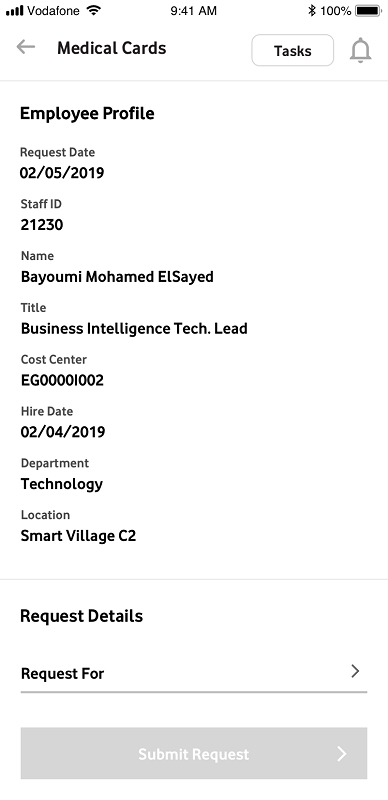 Vodafone 9:41 AM 100%
Medical Cards Tasks
Employee Profile
Request Date
02/05/2019
Staff ID
21230
Name
Bayoumi Mohamed ElSayed
Title
Business Intelligence Tech. Lead
Cost Center
EG0000I002
Hire Date
02/04/2019
Department
Technology
Location
Smart Village C2
Request Details
Request For
Submit Request